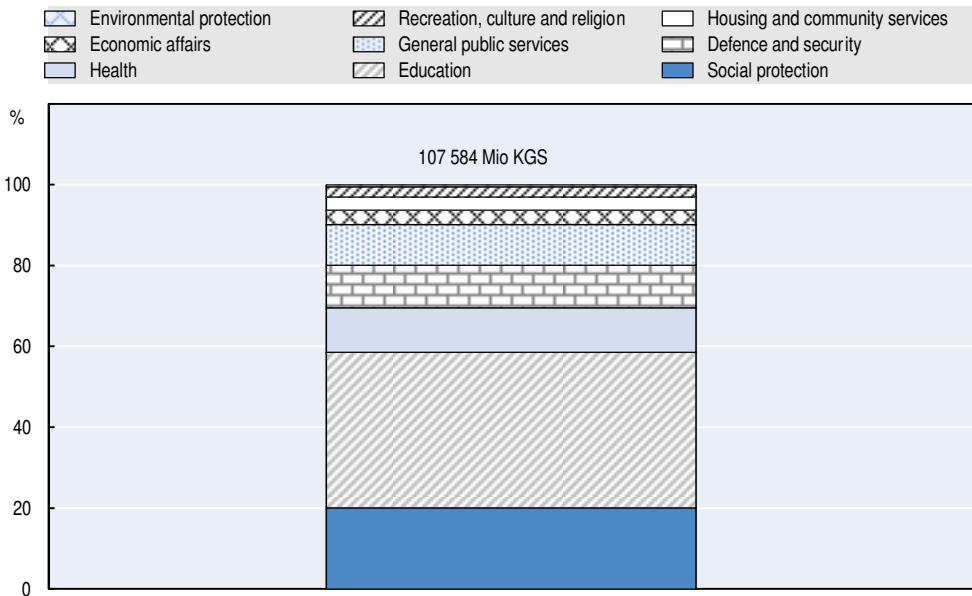 Environmental protection Recreation, culture and religion Housing and community services
Economic affairs General public services Defence and security
Health Education Social protection
%
107 584 Mio KGS
100
80
60
40
20
0